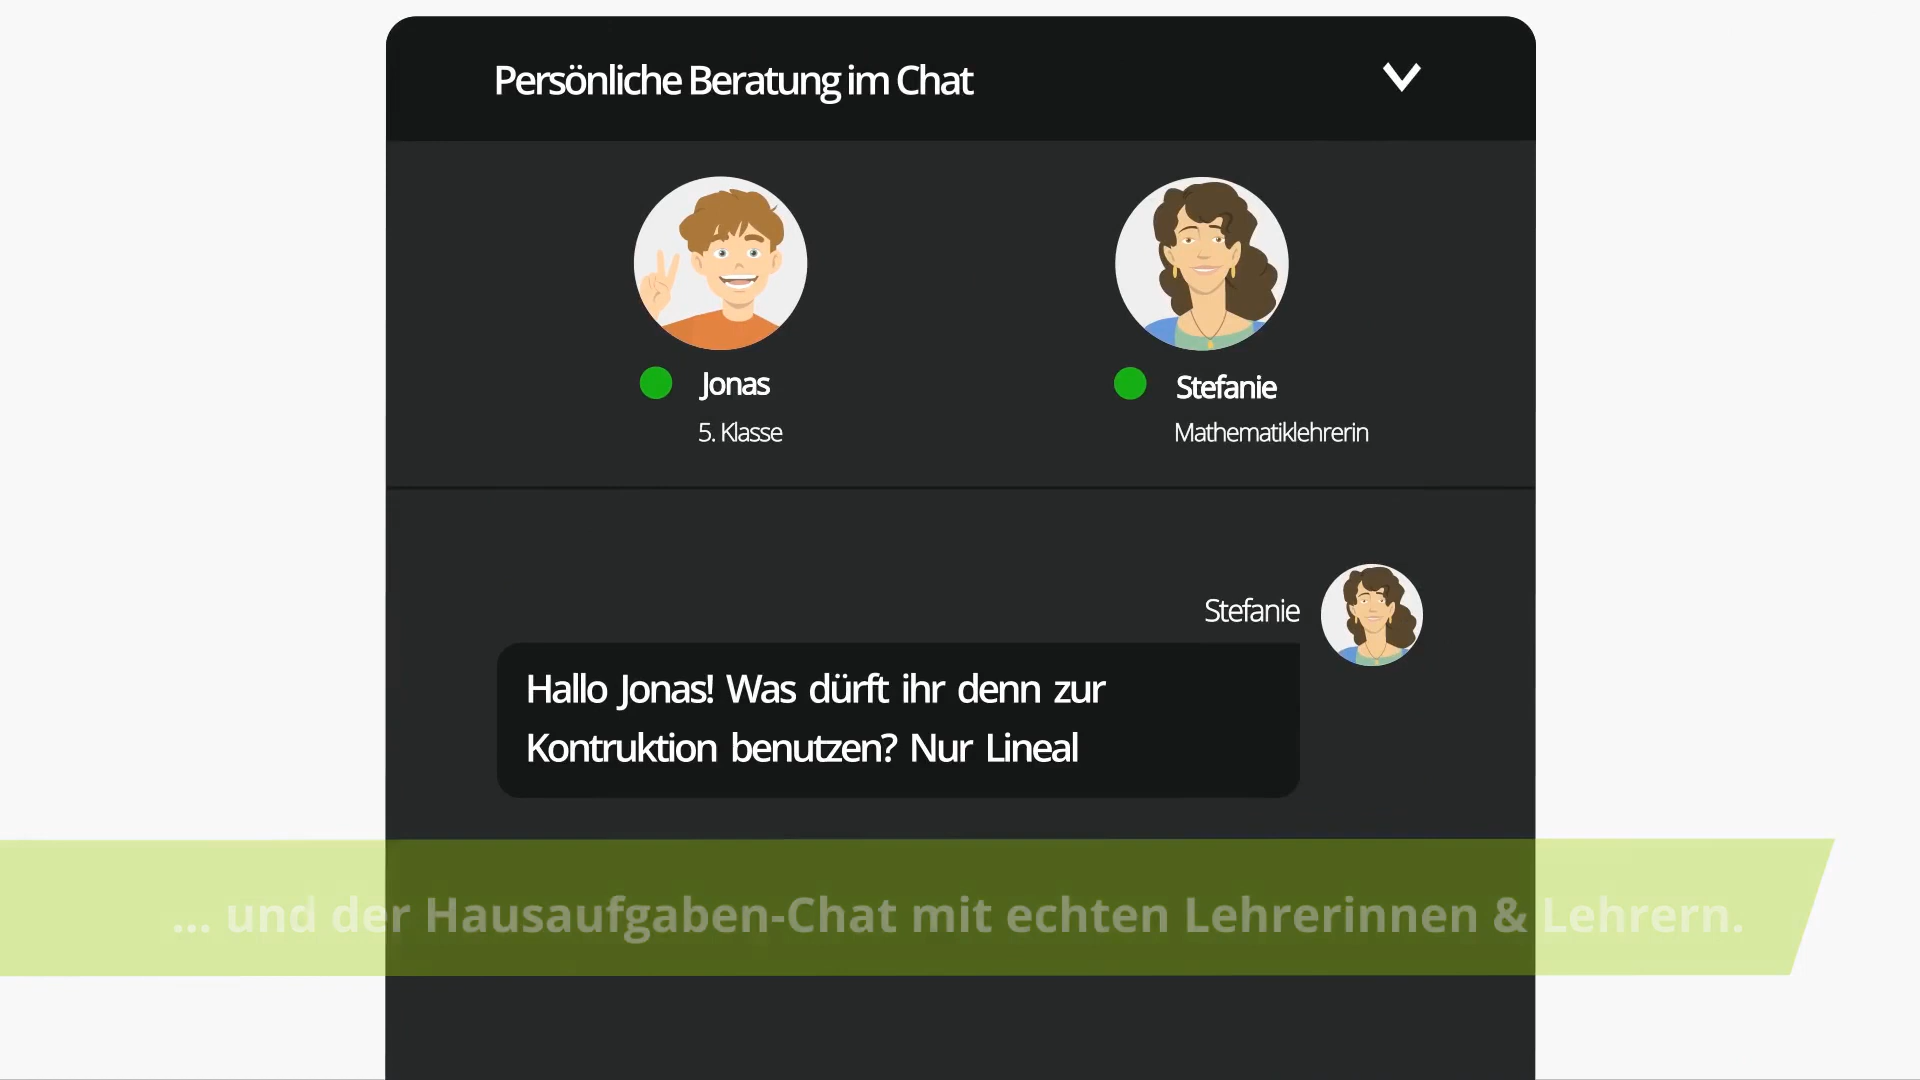 Persönliche Beratung im Chat
Jonas
5. Klasse
Stefanie
Mathematiklehrerin
Stefanie
Hallo Jonas! Was dürft ihr denn zur
Kontruktion benutzen? Nur Lineal
... und der Hausaufgaben-Chat mit echten Lehrerinnen & Lehrern.